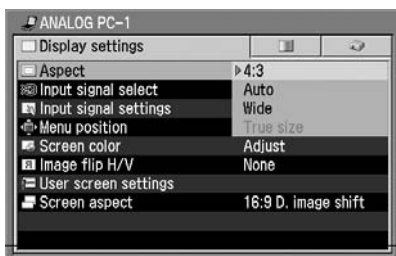 ANALOG PC-1
Display settings
Aspect 4:3
Input signal select Auto
Input signal settings Wide
Menu position True size
Screen color Adjust
Image flip H/V None
User screen settings
Screen aspect 16:9 D. image shift